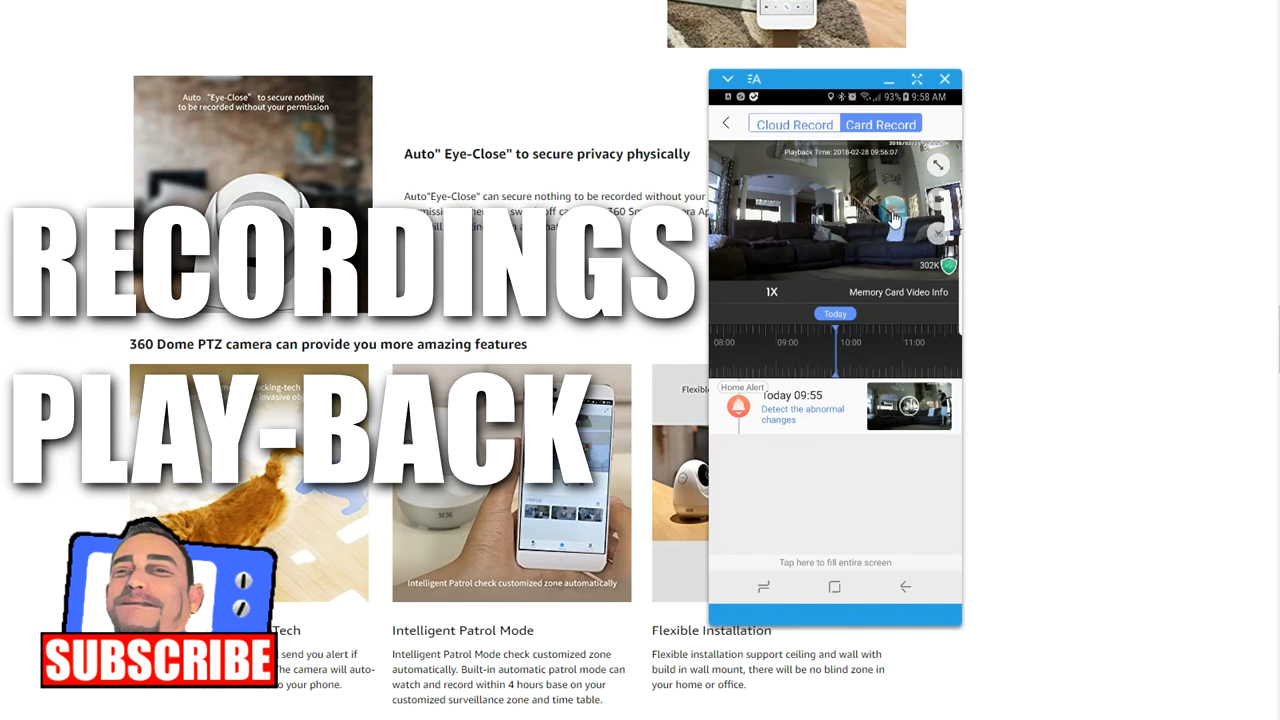 Auto "Eye-Close" to secure nothing
to be recorded without your permission
Auto" Eye-Close" to secure privacy physically
Auto"Eye-Close" can secure nothing to be recorded without your
RECORDINGS
PLAY-BACK
360 Dome PTZ camera can provide you more amazing features
Intelligent Patrol check customized zone automatically
Flexible
Tech
send you alert if
The camera will auto-
o your phone.
Intelligent Patrol Mode
Intelligent Patrol Mode check customized zone
automatically. Built-in automatic patrol mode can
watch and record within 4 hours base on your
customized surveillance zone and time table.
Flexible Installation
Flexible installation support ceiling and wall with
build in wall mount, there will be no blind zone in
your home or office.
SUBSCRIBE
93% 9:58 AM
Cloud Record Card Record
Playback Time: 2018-02-28 09:56:07
302K
1X Memory Card Video Info
Today
08:00 09:00 10:00 11:00
Home Alert
Today 09:55
Detect the abnormal
changes
Tap here to fill entire screen